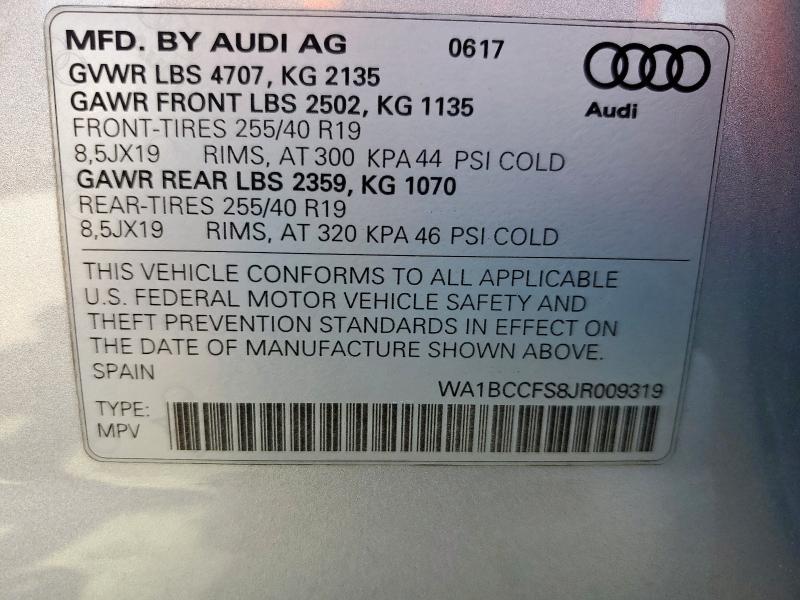 MFD. BY AUDI AG 0617
GVWR LBS 4707, KG 2135
GAWR FRONT LBS 2502, KG 1135
Audi
FRONT-TIRES 255/40 R19
8,5JX19 RIMS, AT 300 KPA 44 PSI COLD
GAWR REAR LBS 2359, KG 1070
REAR-TIRES 255/40 R19
8,5JX19 RIMS, AT 320 KPA 46 PSI COLD
THIS VEHICLE CONFORMS TO ALL APPLICABLE
U.S. FEDERAL MOTOR VEHICLE SAFETY AND
THEFT PREVENTION STANDARDS IN EFFECT ON
THE DATE OF MANUFACTURE SHOWN ABOVE.
SPAIN
WA1BCCFS8JR009319
TYPE:
MPV